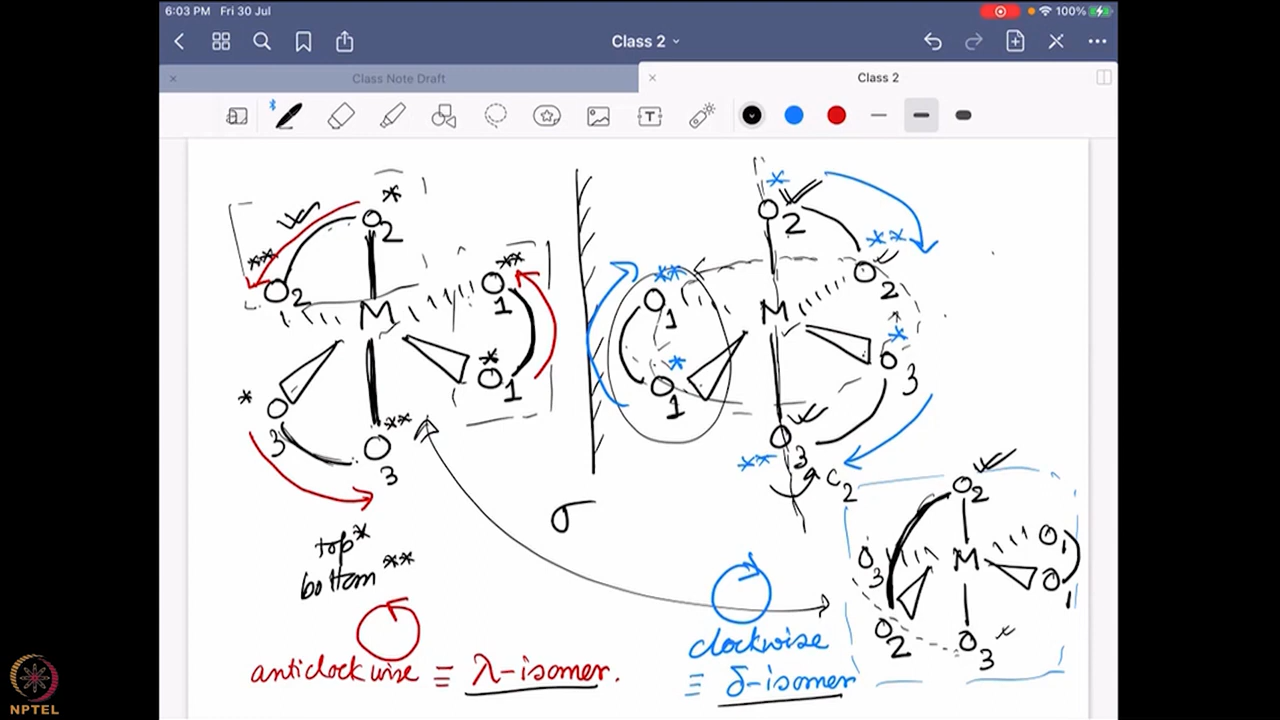 6:03 PM Fri 30 Jul
100%
Class 2
Class Note Draft
Class 2
T
*
O2
**
O2
M
**
O1
*
O1
*
O3
**
O3
top*
bottom**
anticlockwise ≡ λ-isomer.
σ
*
O2
**
O2
**
O1
M
*
O1
*
O3
**
O3
C2
clockwise
≡ δ-isomer
O2
O3
M
O1
O1
O2
O3
NPTEL